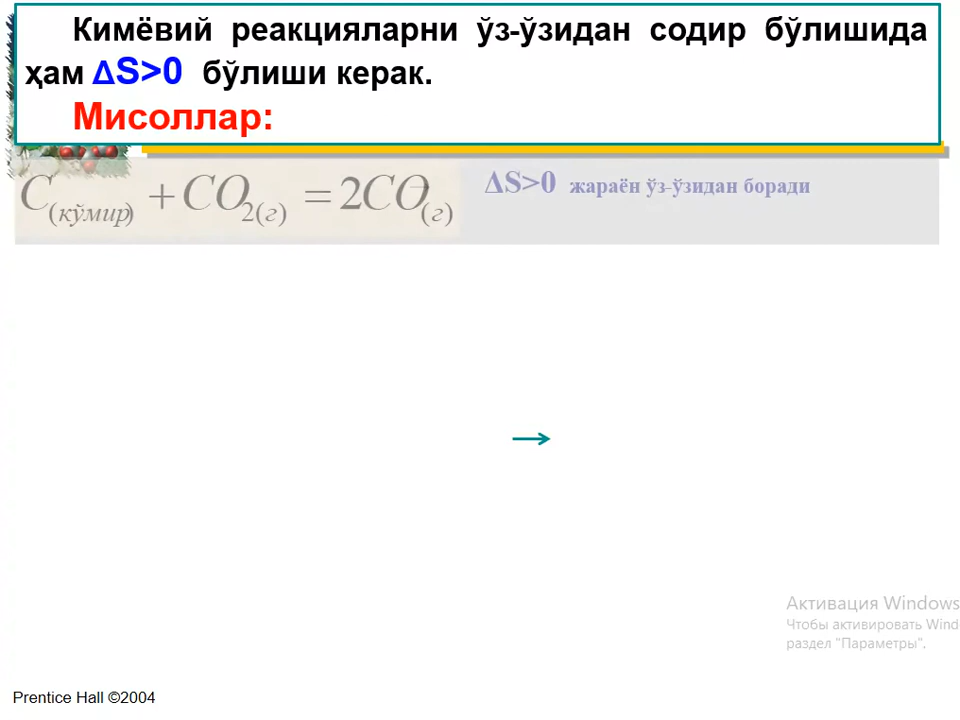 Кимёвий реакцияларни ўз-ўзидан содир бўлишида
ҳам ΔS>0 бўлиши керак.
Мисоллар:
C(кўмир) + CO2(г) = 2CO(г) ΔS>0 жараён ўз-ўзидан боради
Активация Windows
Чтобы активировать Wind
раздел "Параметры".
Prentice Hall ©2004